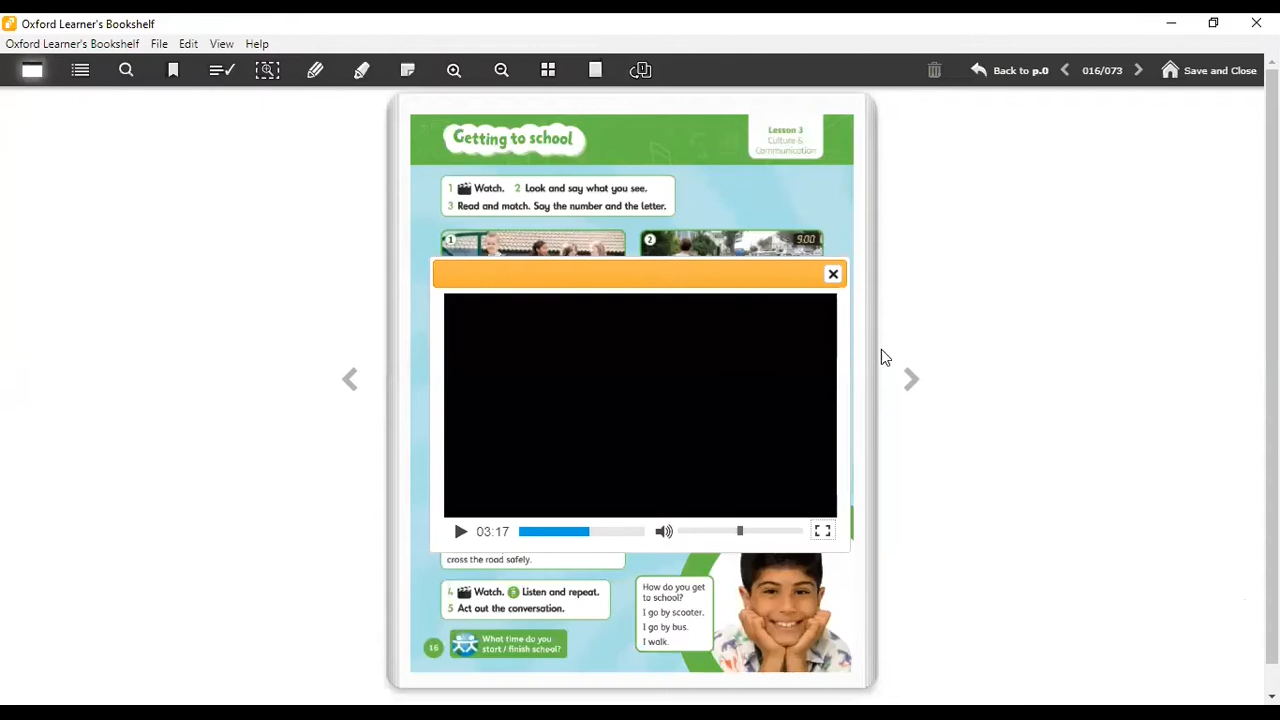 Oxford Learner's Bookshelf
Oxford Learner's Bookshelf File Edit View Help
Back to p.0 016/073 Save and Close
Getting to school
Lesson 3
Culture &
Communication
1 Watch. 2 Look and say what you see.
3 Read and match. Say the number and the letter.
1
2
9:00
03:17
cross the road safely.
4 Watch. 6 Listen and repeat.
5 Act out the conversation.
How do you get
to school?
I go by scooter.
I go by bus.
I walk.
16
What time do you
start / finish school?